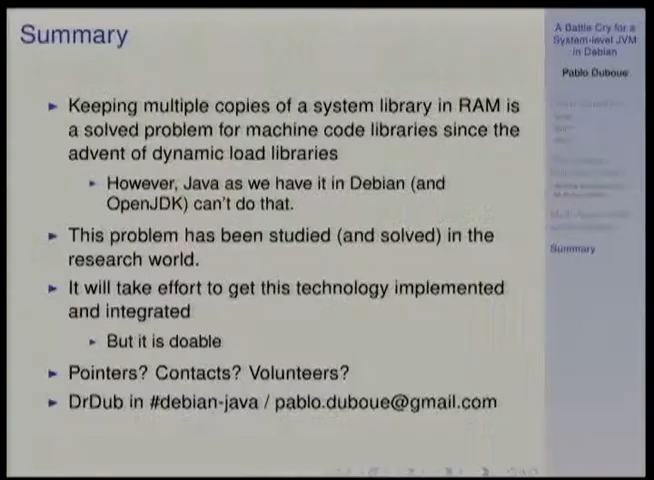 Summary
Keeping multiple copies of a system library in RAM is
a solved problem for machine code libraries since the
advent of dynamic load libraries
However, Java as we have it in Debian (and
OpenJDK) can't do that.
This problem has been studied (and solved) in the
research world.
It will take effort to get this technology implemented
and integrated
But it is doable
Pointers? Contacts? Volunteers?
DrDub in #debian-java / pablo.duboue@gmail.com
A Battle Cry for a
System-level JVM
in Debian
Pablo Duboue
Summary